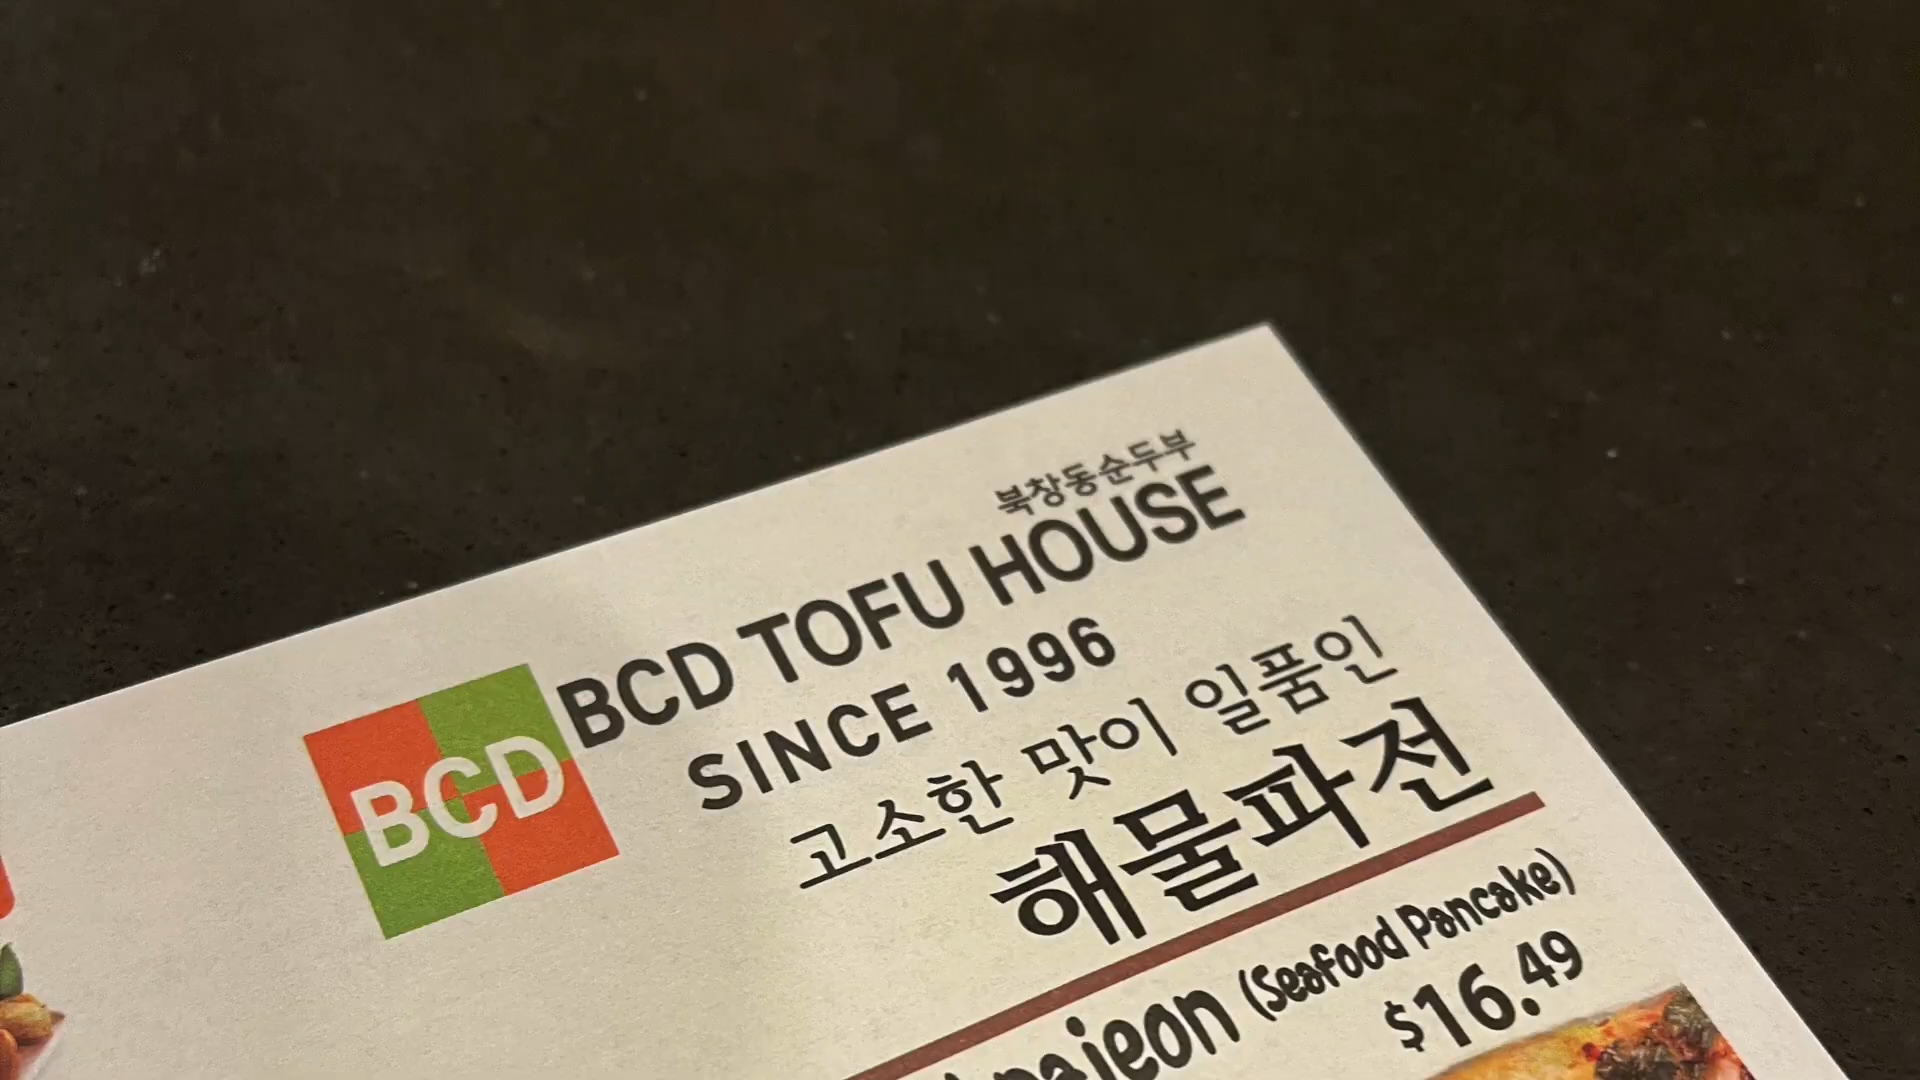 북창동순두부
BCD TOFU HOUSE
BCD
SINCE 1996
고소한 맛이 일품인
해물파전
(Seafood Pancake)
$16.49